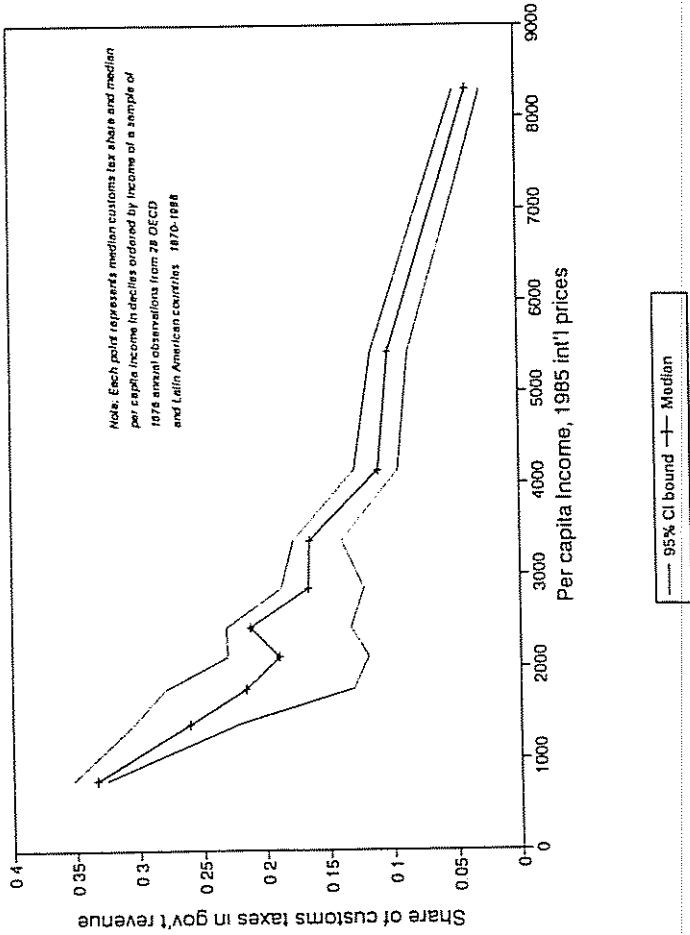 Share of customs taxes in gov't revenue
0.4
0.35
0.3
0.25
0.2
0.15
0.1
0.05
0
Note: Each point represents median customs tax share and median
per capita income in deciles ordered by income of a sample of
1876 annual observations from 28 OECD
and Latin American countries 1870-1988
0
1000
2000
3000
4000
5000
6000
7000
8000
9000
Per capita Income, 1985 int'l prices
95% CI bound
Median